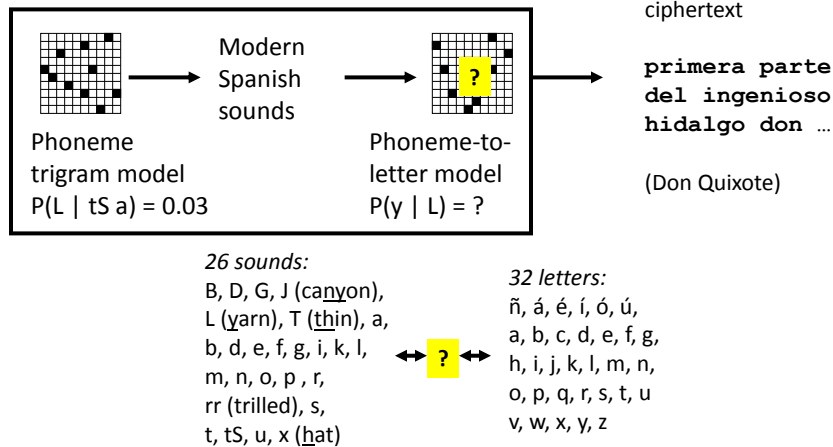 ciphertext
primera parte
del ingenioso
hidalgo don ...
(Don Quixote)
Modern
Spanish
sounds
?
Phoneme
trigram model
P(L | tS a) = 0.03
Phoneme-to-
letter model
P(y | L) = ?
26 sounds:
B, D, G, J (canyon),
L (yarn), T (thin), a,
b, d, e, f, g, i, k, l,
m, n, o, p , r,
rr (trilled), s,
t, tS, u, x (hat)
?
32 letters:
ñ, á, é, í, ó, ú,
a, b, c, d, e, f, g,
h, i, j, k, l, m, n,
o, p, q, r, s, t, u
v, w, x, y, z